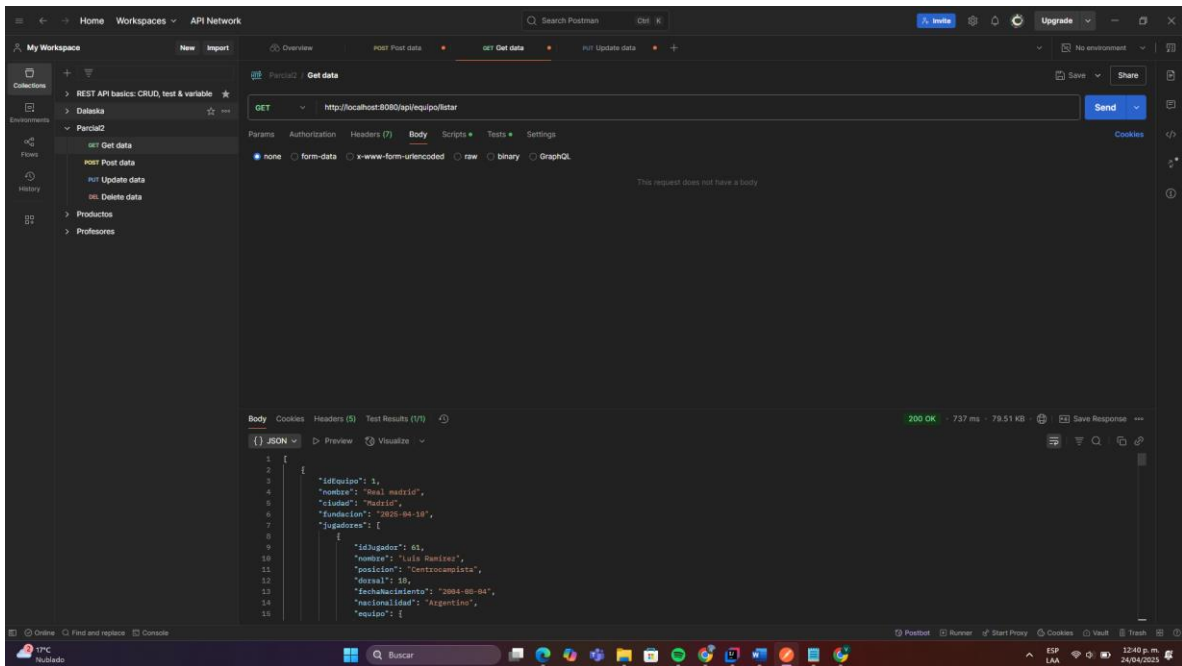 Home Workspaces API Network Search Postman Ctrl K Invite Upgrade
My Workspace New Import Overview POST Post data GET Get data PUT Update data No environment
Collections
Environments
Flows
History
REST API basics: CRUD, test & variable
Dalaska
Parcial2
GET Get data
POST Post data
PUT Update data
DEL Delete data
Productos
Profesores
HTTP Parcial2 / Get data Save Share
GET http://localhost:8080/api/equipo/listar Send
Params Authorization Headers (7) Body Scripts Tests Settings Cookies
none form-data x-www-form-urlencoded raw binary GraphQL
This request does not have a body
Body Cookies Headers (5) Test Results (1/1) 200 OK 737 ms 79.51 KB Save Response
{} JSON Preview Visualize
1 [
2 {
3 "idEquipo": 1,
4 "nombre": "Real madrid",
5 "ciudad": "Madrid",
6 "fundacion": "2025-04-10",
7 "jugadores": [
8 {
9 "idJugador": 61,
10 "nombre": "Luis Ramirez",
11 "posicion": "Centrocampista",
12 "dorsal": 10,
13 "fechaNacimiento": "2004-08-04",
14 "nacionalidad": "Argentino",
15 "equipo": {
Online Find and replace Console Postbot Runner Start Proxy Cookies Vault Trash
17°C
Nublado
Buscar
ESP
LAA
12:40 p. m.
24/04/2025